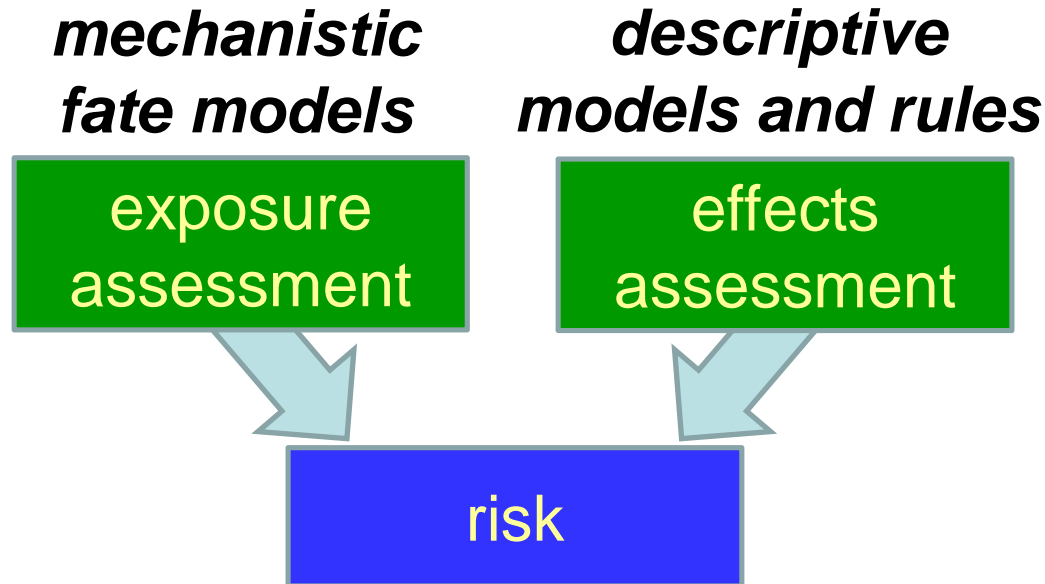 mechanistic
fate models
descriptive
models and rules
exposure
assessment
effects
assessment
risk